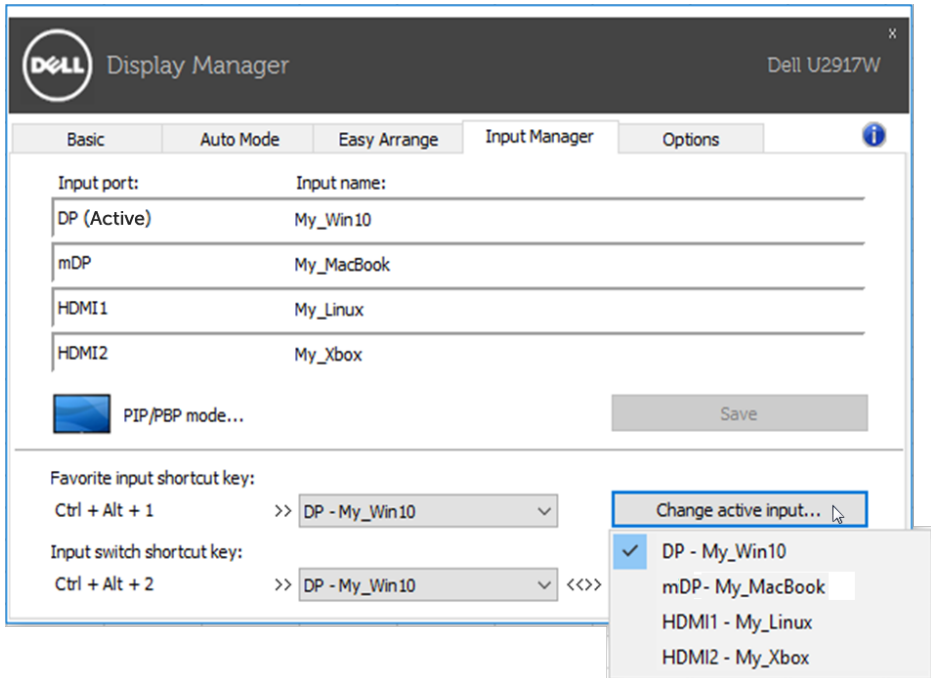 DELL Display Manager
x
Dell U2917W
Basic Auto Mode Easy Arrange Input Manager Options i
Input port: Input name:
DP (Active) My_Win10
mDP My_MacBook
HDMI1 My_Linux
HDMI2 My_Xbox
PIP/PBP mode... Save
Favorite input shortcut key:
Ctrl + Alt + 1 >> DP - My_Win10 Change active input...
Input switch shortcut key:
Ctrl + Alt + 2 >> DP - My_Win10 <<>>
DP - My_Win10
mDP- My_MacBook
HDMI1 - My_Linux
HDMI2 - My_Xbox